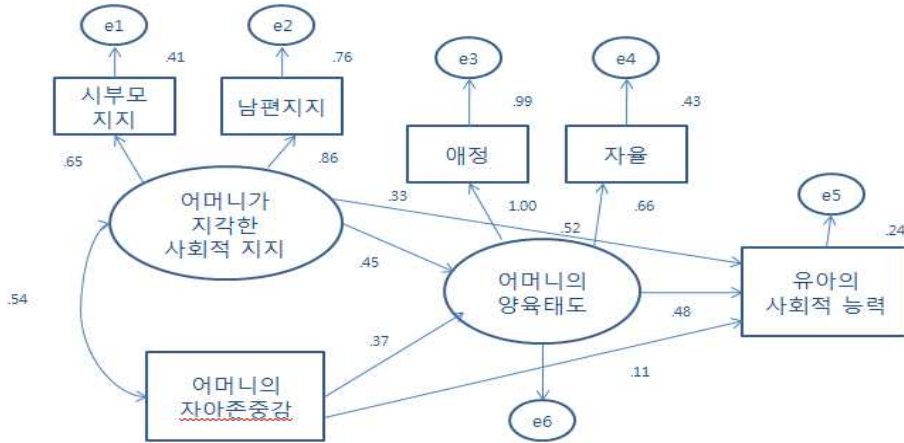 e1
e2
.41
.76
e3
e4
시부모
지지
남편지지
.99
.43
.65
.86
애정
자율
e5
어머니가
지각한
사회적 지지
.33
1.00
.52
.66
.24
.45
어머니의
양육태도
유아의
사회적 능력
.54
.48
.37
.11
어머니의
자아존중감
e6